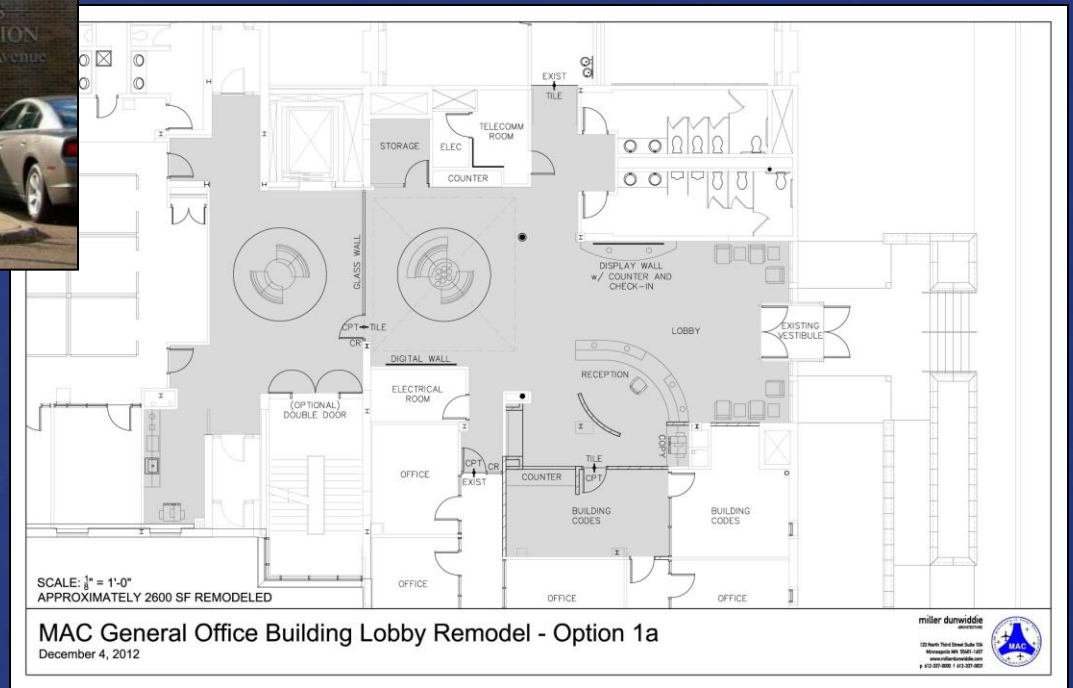 ION
Avenue
EXIST
TILE
STORAGE
ELEC
TELECOMM
ROOM
COUNTER
GLASS WALL
DISPLAY WALL
w/ COUNTER AND
CHECK-IN
LOBBY
EXISTING
VESTIBULE
CPT TILE
CR
DIGITAL WALL
RECEPTION
ELECTRICAL
ROOM
(OPTIONAL)
DOUBLE DOOR
COPY
TILE
CPT
CPT CR
EXIST
OFFICE
COUNTER
BUILDING
CODES
BUILDING
CODES
OFFICE
OFFICE
OFFICE
SCALE: 1/8" = 1'-0"
APPROXIMATELY 2600 SF REMODELED
MAC General Office Building Lobby Remodel - Option 1a
December 4, 2012
miller dunwiddie
ARCHITECTURE
MAC